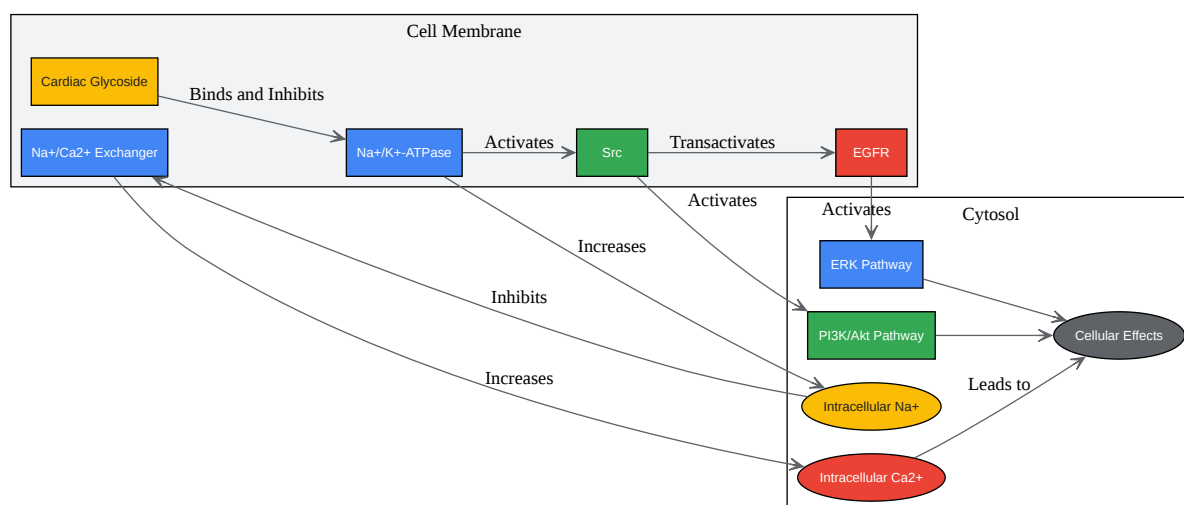 Cell Membrane
Cardiac Glycoside
Binds and Inhibits
Na+/Ca2+ Exchanger
Na+/K+-ATPase
Activates
Src
Transactivates
EGFR
Activates
Activates
Cytosol
Increases
ERK Pathway
Inhibits
PI3K/Akt Pathway
Cellular Effects
Increases
Leads to
Intracellular Na+
Intracellular Ca2+